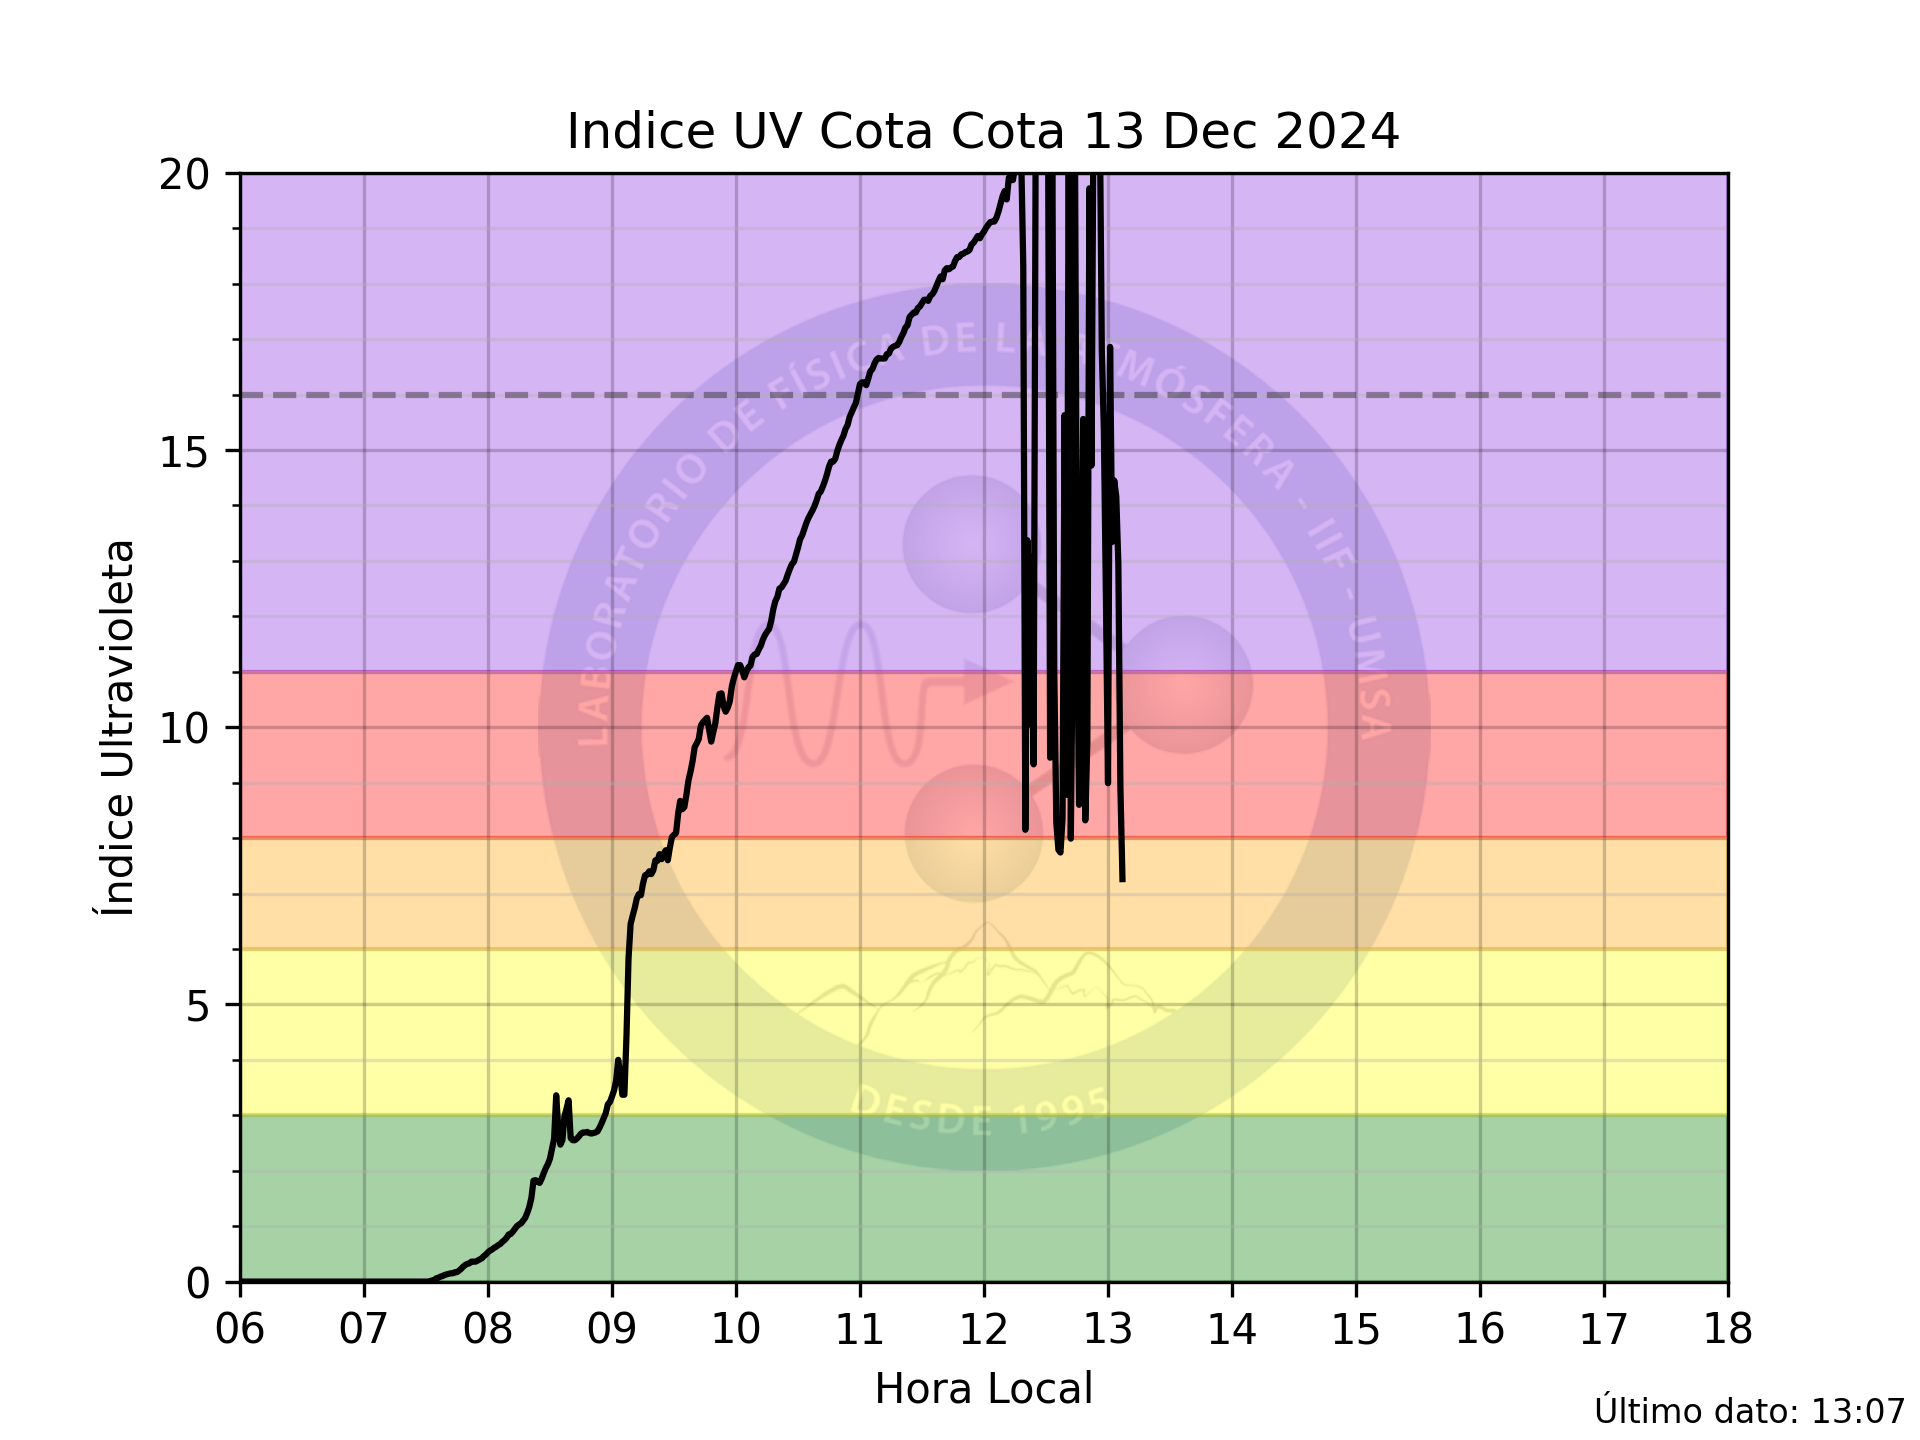 Indice UV Cota Cota 13 Dec 2024
20
15
10
5
0
Índice Ultravioleta
LABORATORIO DE FÍSICA DE LA ATMÓSFERA - IIF - UMSA
DESDE 1995
06 07 08 09 10 11 12 13 14 15 16 17 18
Hora Local
Último dato: 13:07